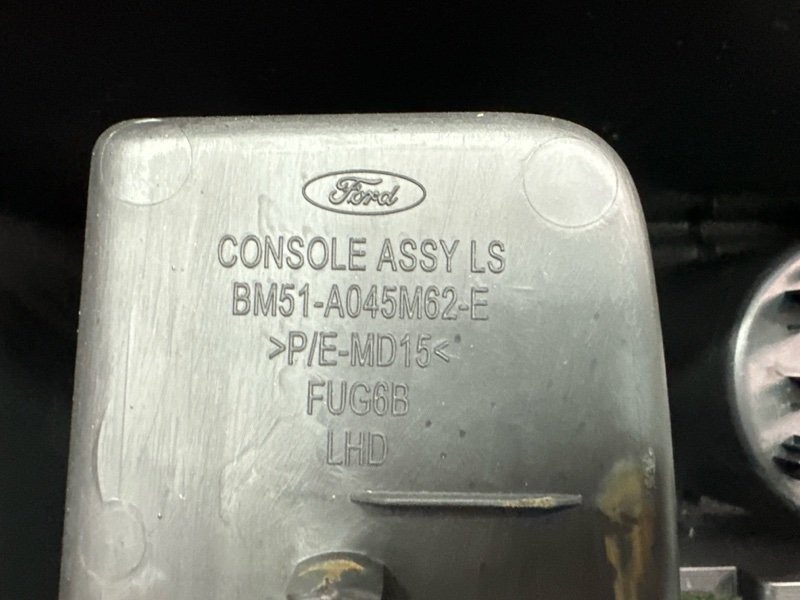 Ford
CONSOLE ASSY LS
BM51-A045M62-E
>P/E-MD15<
FUG6B
LHD